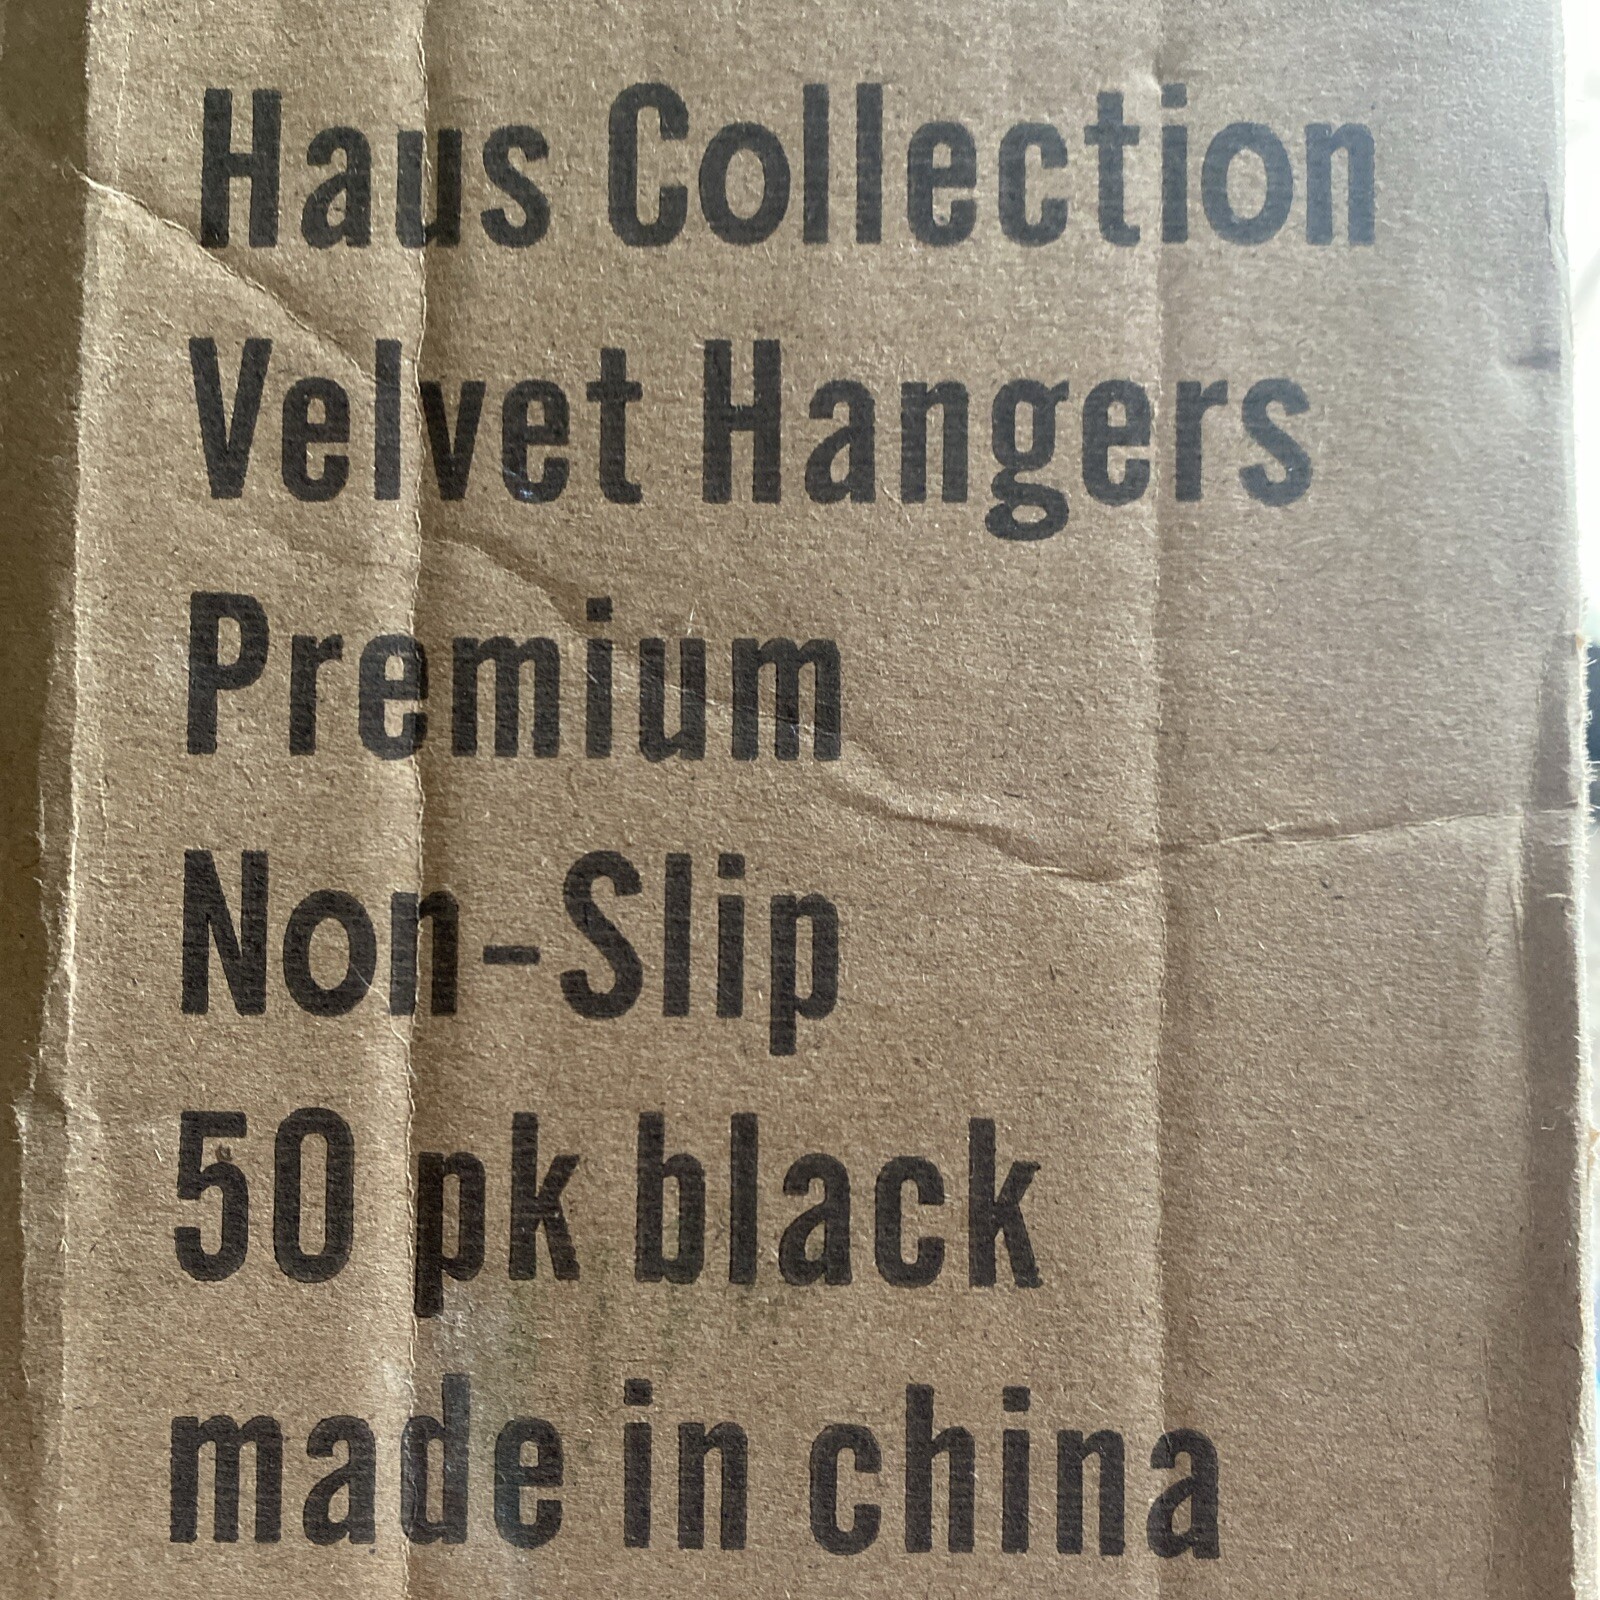 Haus Collection
Velvet Hangers
Premium
Non-Slip
50 pk black
made in china